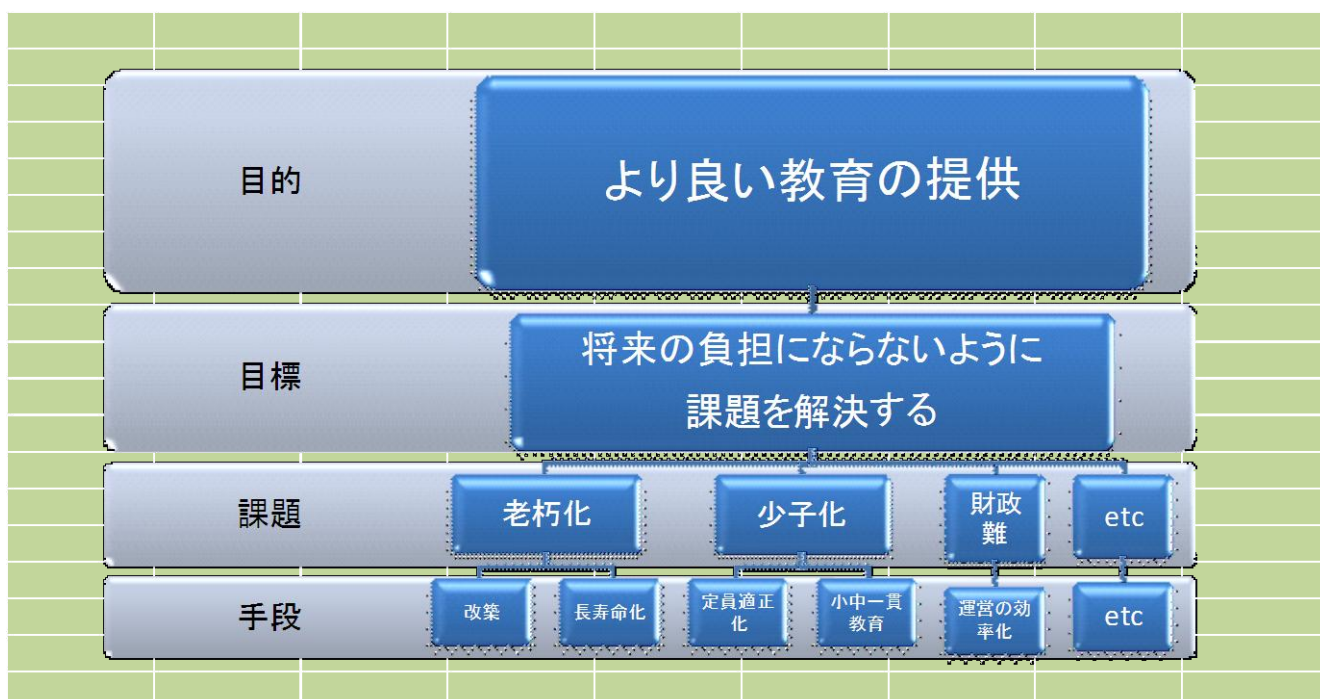 目的
より良い教育の提供
目標
将来の負担にならないように
課題を解決する
課題
老朽化
少子化
財政
難
etc
手段
改築
長寿命化
定員適正
化
小中一貫
教育
運営の効
率化
etc